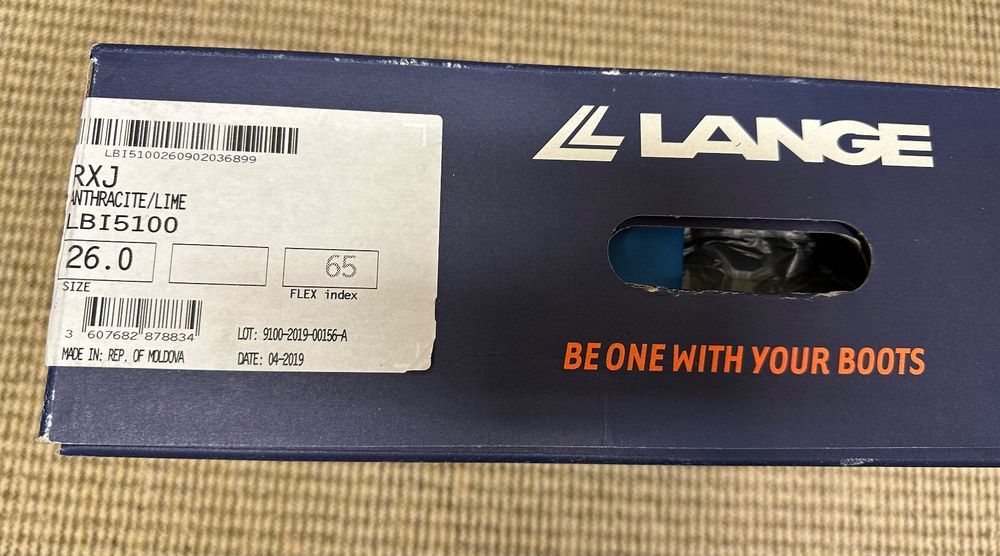 LBI5100260902036899
RXJ
ANTHRACITE/LIME
LBI5100
26.0
65
SIZE
FLEX index
3 607682 878834
LOT: 9100-2019-00156-A
MADE IN: REP. OF MOLDOVA
DATE: 04-2019
LANGE
BE ONE WITH YOUR BOOTS